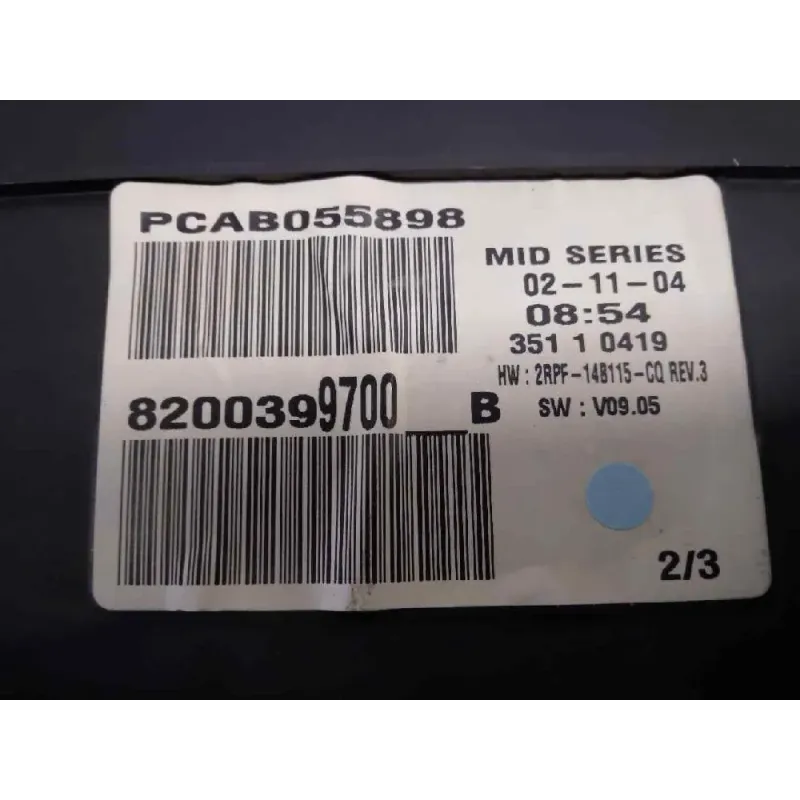 PCAB055898
MID SERIES
02-11-04
08:54
351 1 0419
HW : 2RPF-14B115-CQ REV.3
8200399700___B
SW : V09.05
2/3